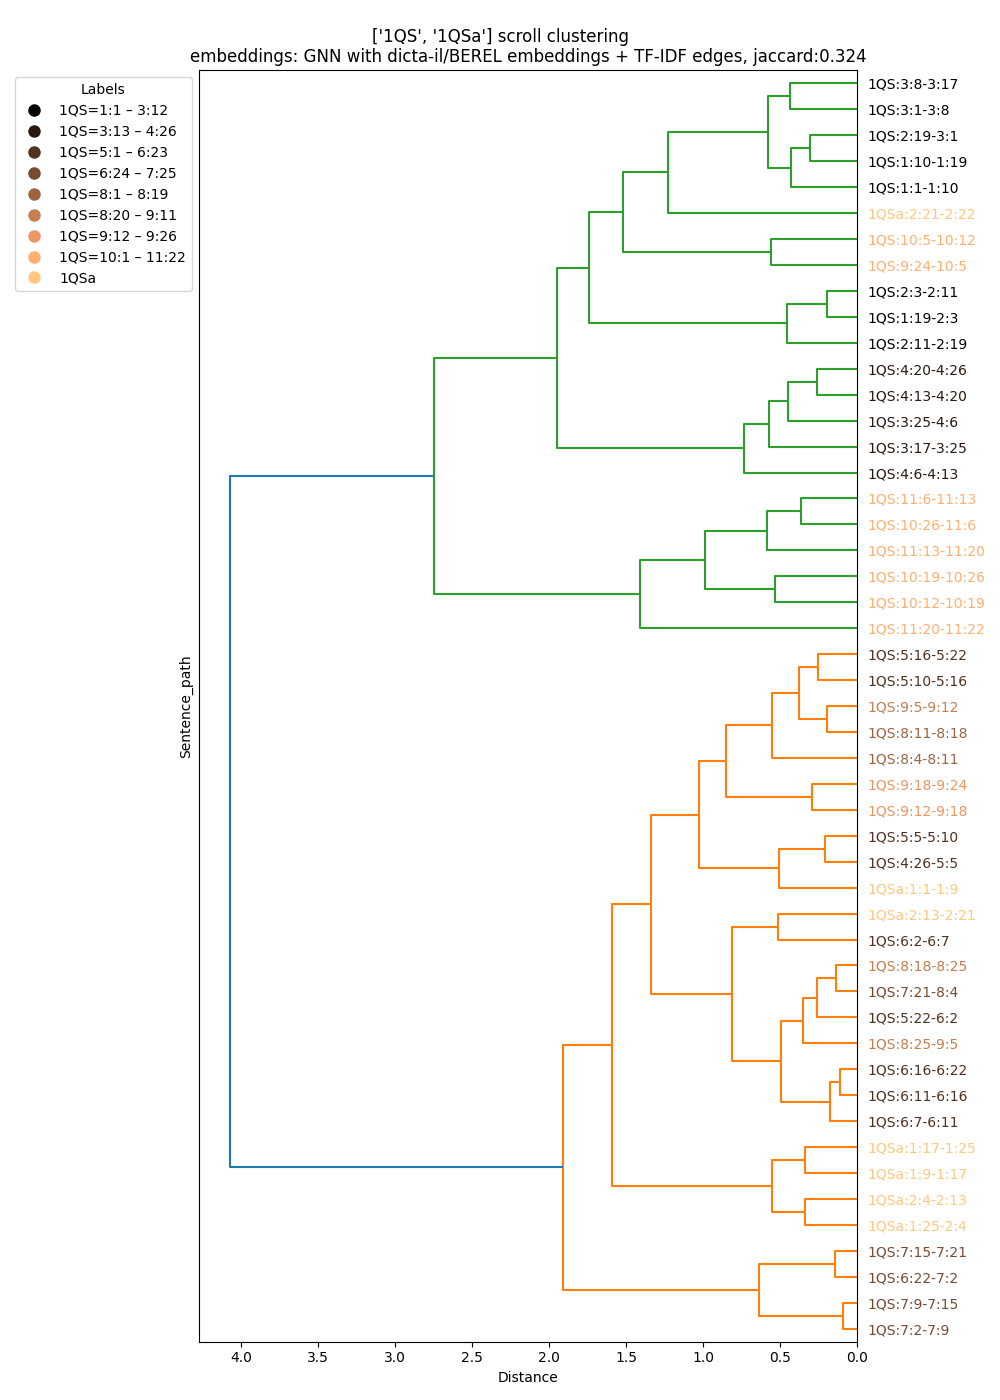 ['1QS', '1QSa'] scroll clustering
embeddings: GNN with dicta-il/BEREL embeddings + TF-IDF edges, jaccard:0.324
Labels
1QS=1:1 – 3:12
1QS=3:13 – 4:26
1QS=5:1 – 6:23
1QS=6:24 – 7:25
1QS=8:1 – 8:19
1QS=8:20 – 9:11
1QS=9:12 – 9:26
1QS=10:1 – 11:22
1QSa
1QS:3:8-3:17
1QS:3:1-3:8
1QS:2:19-3:1
1QS:1:10-1:19
1QS:1:1-1:10
1QSa:2:21-2:22
1QS:10:5-10:12
1QS:9:24-10:5
1QS:2:3-2:11
1QS:1:19-2:3
1QS:2:11-2:19
1QS:4:20-4:26
1QS:4:13-4:20
1QS:3:25-4:6
1QS:3:17-3:25
1QS:4:6-4:13
1QS:11:6-11:13
1QS:10:26-11:6
1QS:11:13-11:20
1QS:10:19-10:26
1QS:10:12-10:19
1QS:11:20-11:22
1QS:5:16-5:22
1QS:5:10-5:16
1QS:9:5-9:12
1QS:8:11-8:18
1QS:8:4-8:11
1QS:9:18-9:24
1QS:9:12-9:18
1QS:5:5-5:10
1QS:4:26-5:5
1QSa:1:1-1:9
1QSa:2:13-2:21
1QS:6:2-6:7
1QS:8:18-8:25
1QS:7:21-8:4
1QS:5:22-6:2
1QS:8:25-9:5
1QS:6:16-6:22
1QS:6:11-6:16
1QS:6:7-6:11
1QSa:1:17-1:25
1QSa:1:9-1:17
1QSa:2:4-2:13
1QSa:1:25-2:4
1QS:7:15-7:21
1QS:6:22-7:2
1QS:7:9-7:15
1QS:7:2-7:9
Sentence_path
4.0 3.5 3.0 2.5 2.0 1.5 1.0 0.5 0.0
Distance